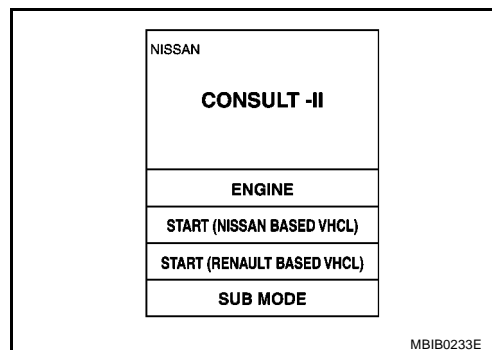 NISSAN
CONSULT -II
ENGINE
START (NISSAN BASED VHCL)
START (RENAULT BASED VHCL)
SUB MODE
MBIB0233E